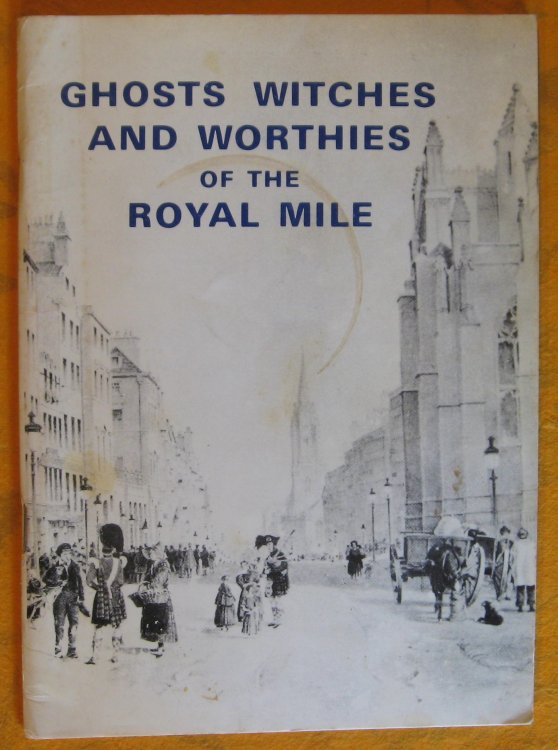 GHOSTS WITCHES
AND WORTHIES
OF THE
ROYAL MILE